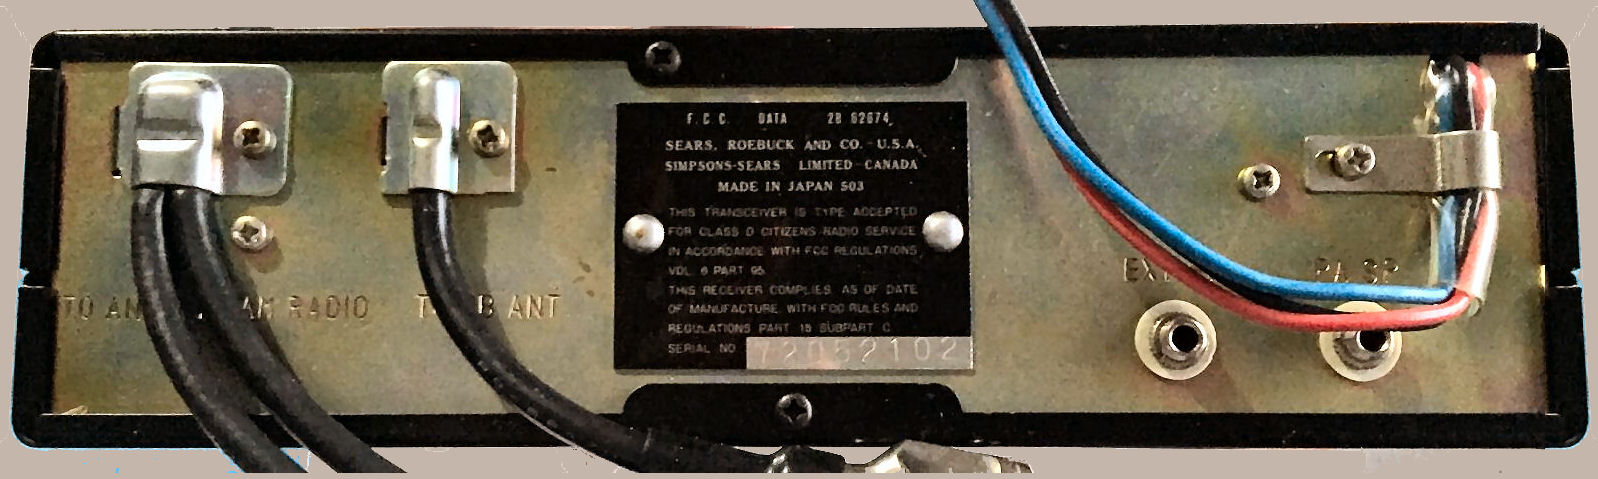 F.C.C. DATA 2B 62674
SEARS, ROEBUCK AND CO. - U.S.A.
SIMPSONS-SEARS LIMITED-CANADA
MADE IN JAPAN 503
THIS TRANSCEIVER IS TYPE ACCEPTED
FOR CLASS D CITIZENS RADIO SERVICE
IN ACCORDANCE WITH FCC REGULATIONS
VOL. 6 PART 95.
THIS RECEIVER COMPLIES, AS OF DATE
OF MANUFACTURE, WITH FCC RULES AND
REGULATIONS PART 15 SUBPART C.
SERIAL NO. 72052102
TO AM RADIO
ANT
PA SP